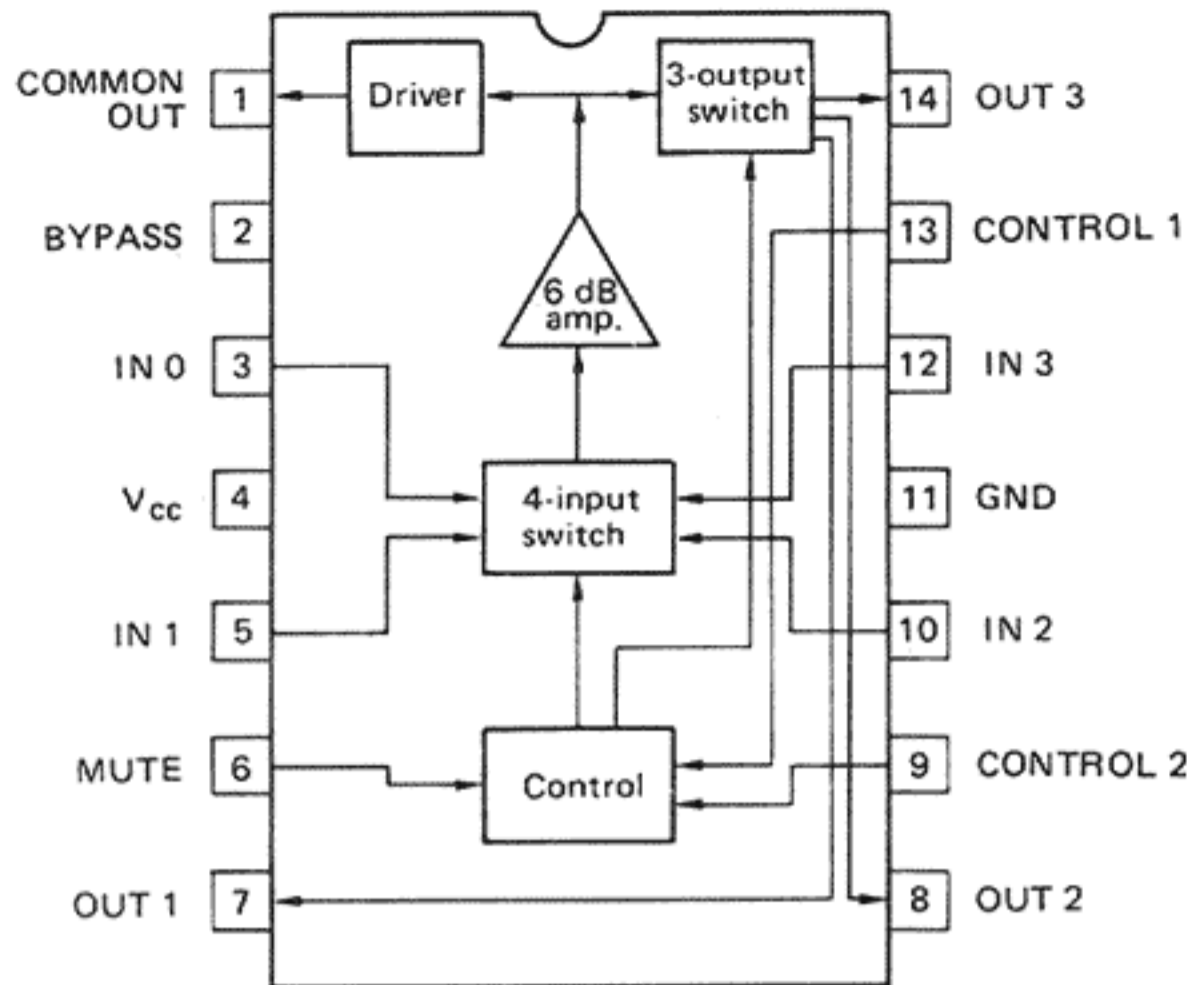 COMMON
OUT
1
Driver
3-output
switch
14
OUT 3
BYPASS
2
13
CONTROL 1
6 dB
amp.
IN 0
3
12
IN 3
Vcc
4
4-input
switch
11
GND
IN 1
5
10
IN 2
MUTE
6
Control
9
CONTROL 2
OUT 1
7
8
OUT 2